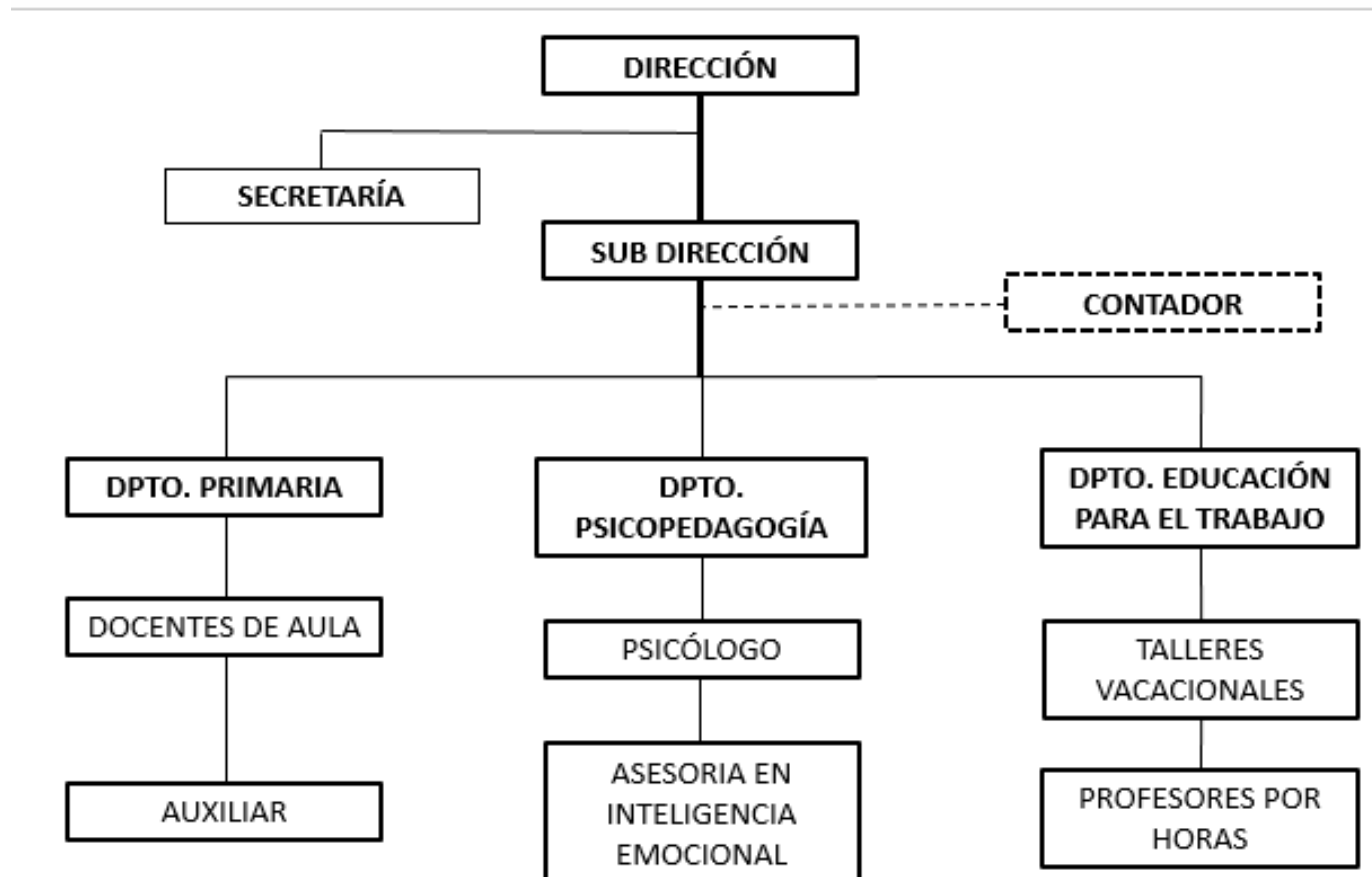 DIRECCIÓN
SECRETARÍA
SUB DIRECCIÓN
CONTADOR
DPTO. PRIMARIA
DPTO.
PSICOPEDAGOGÍA
DPTO. EDUCACIÓN
PARA EL TRABAJO
DOCENTES DE AULA
PSICÓLOGO
TALLERES
VACACIONALES
AUXILIAR
ASESORIA EN
INTELIGENCIA
EMOCIONAL
PROFESORES POR
HORAS